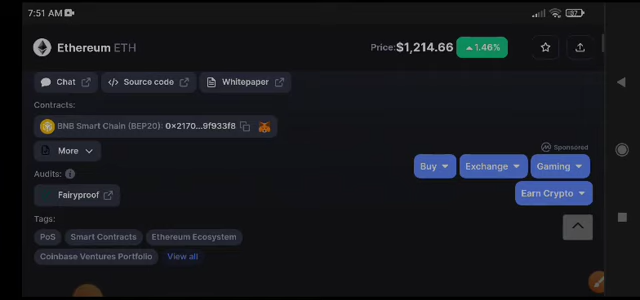 7:51 AM
Ethereum ETH
Price: $1,214.66 1.46%
Chat Source code Whitepaper
Contracts:
BNB Smart Chain (BEP20): 0x2170...9f933f8
More
Sponsored
Buy Exchange Gaming
Audits:
Earn Crypto
Fairyproof
Tags:
PoS Smart Contracts Ethereum Ecosystem
Coinbase Ventures Portfolio View all